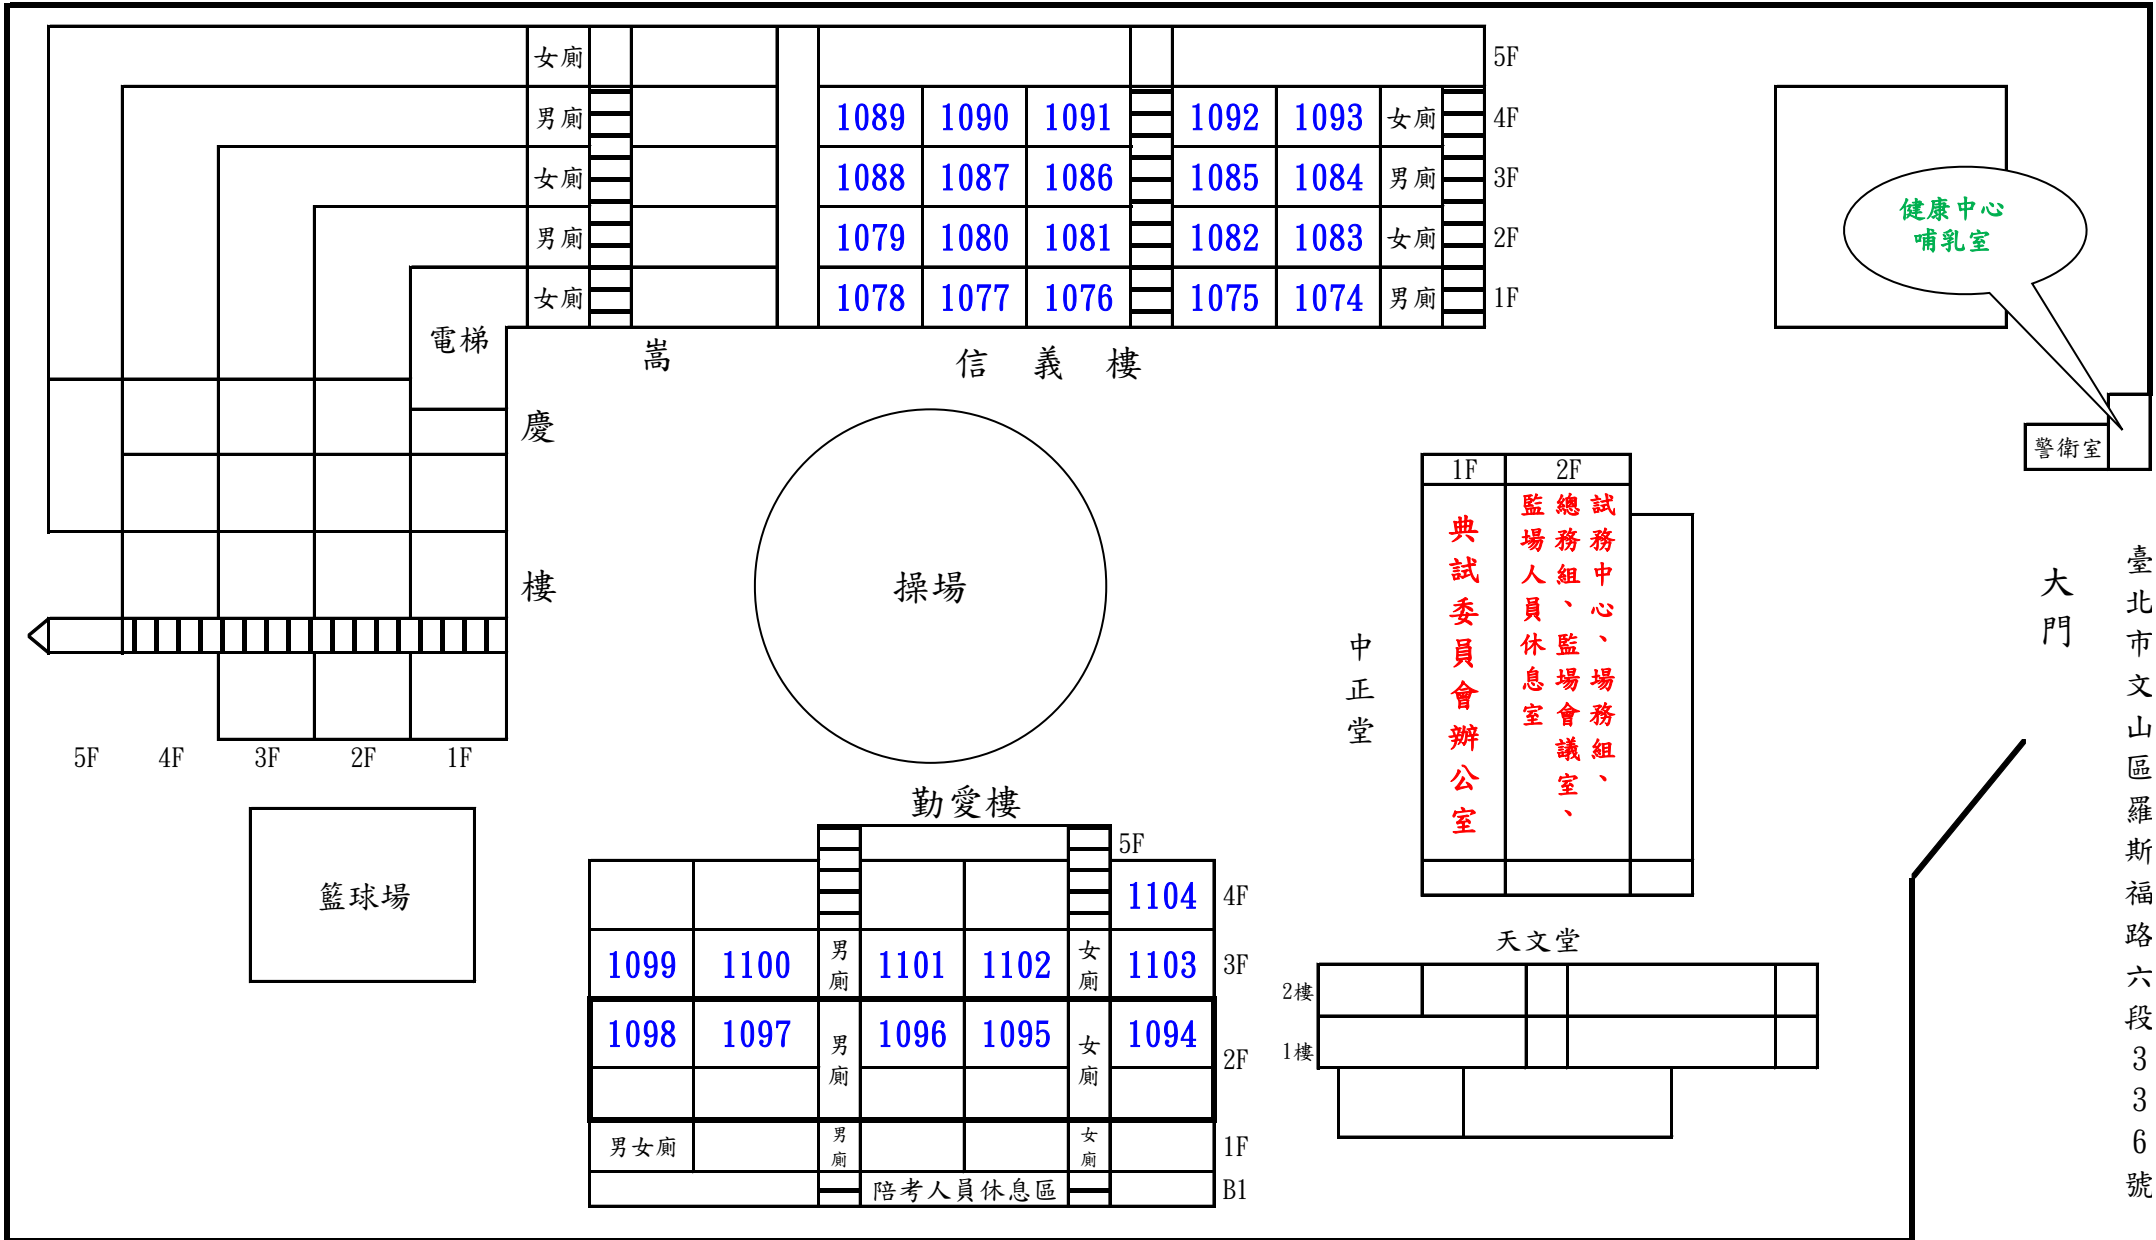 女廁 5F
男廁 1089 1090 1091 1092 1093 女廁 4F
女廁 1088 1087 1086 1085 1084 男廁 3F
男廁 1079 1080 1081 1082 1083 女廁 2F
女廁 1078 1077 1076 1075 1074 男廁 1F
電梯
嵩慶樓
信義樓
健康中心
哺乳室
警衛室
操場
中正堂
1F 2F
典試委員會辦公室
試務中心、場務組、
總務組、監場會議室、
監場人員休息室
大門
臺北市文山區羅斯福路六段336號
5F 4F 3F 2F 1F
籃球場
勤愛樓
5F
1104 4F
1099 1100 男廁 1101 1102 女廁 1103 3F
1098 1097 男廁 1096 1095 女廁 1094 2F
男女廁 男廁 女廁 1F
陪考人員休息區 B1
天文堂
2樓
1樓